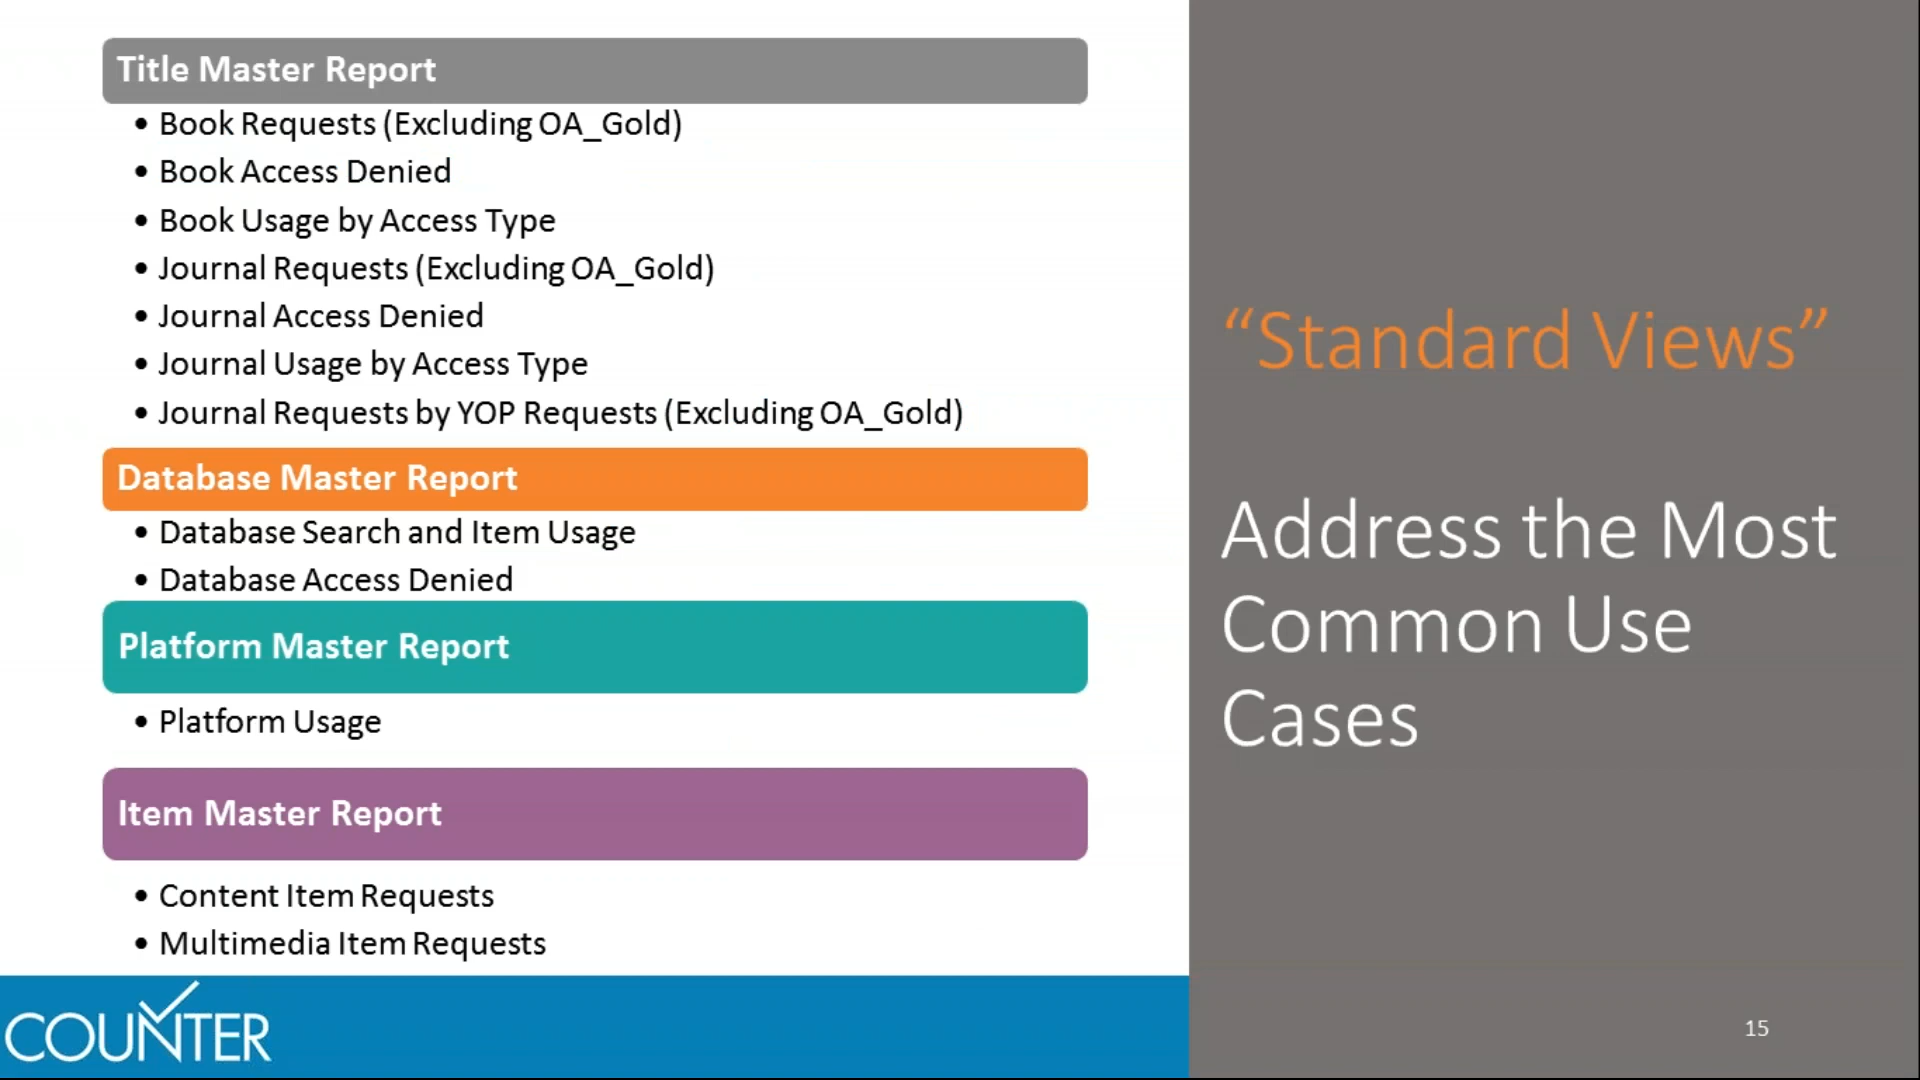 Title Master Report
• Book Requests (Excluding OA_Gold)
• Book Access Denied
• Book Usage by Access Type
• Journal Requests (Excluding OA_Gold)
• Journal Access Denied
• Journal Usage by Access Type
• Journal Requests by YOP Requests (Excluding OA_Gold)
Database Master Report
• Database Search and Item Usage
• Database Access Denied
Platform Master Report
• Platform Usage
Item Master Report
• Content Item Requests
• Multimedia Item Requests
“Standard Views”
Address the Most
Common Use
Cases
COUNTER
15